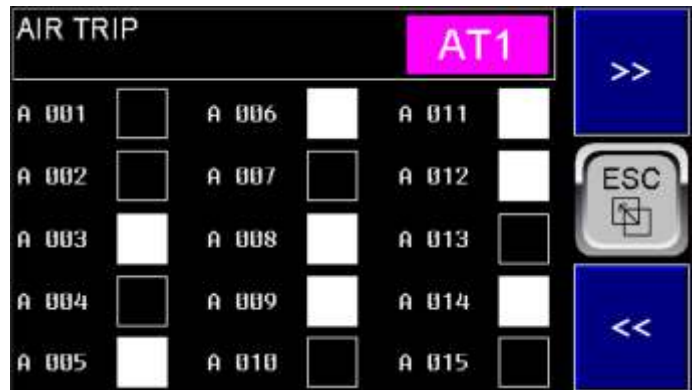 AIR TRIP
AT1
>>
A 001
A 006
A 011
A 002
A 007
A 012
ESC
A 003
A 008
A 013
A 004
A 009
A 014
<<
A 005
A 010
A 015